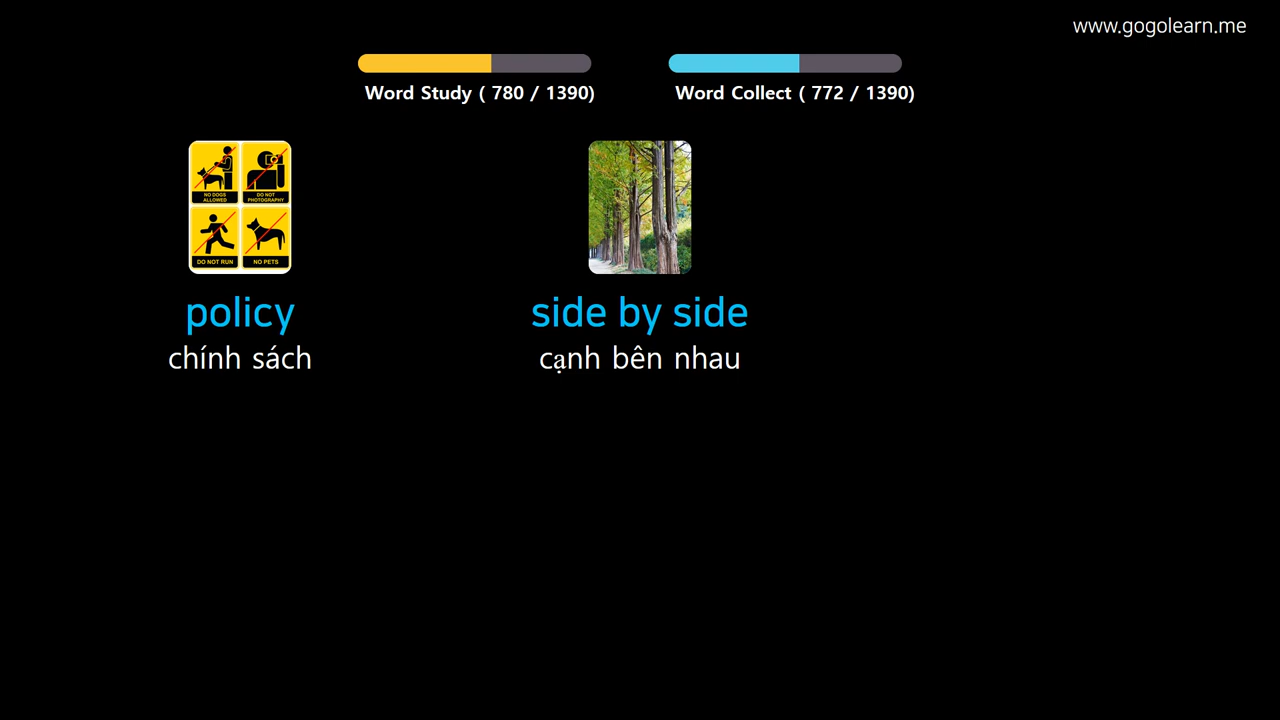 www.gogolearn.me
Word Study ( 780 / 1390)
Word Collect ( 772 / 1390)
NO DOGS
ALLOWED
DO NOT
PHOTOGRAPHY
DO NOT RUN
NO PETS
policy
chính sách
side by side
cạnh bên nhau